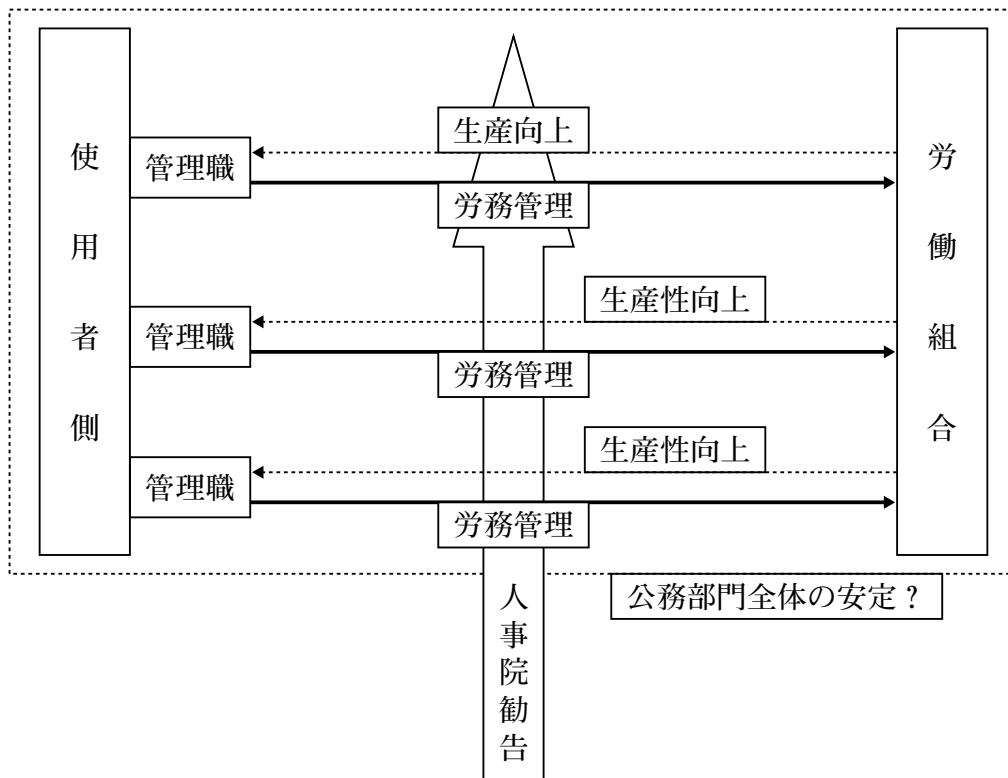 使用者側
管理職
生産向上
労務管理
労働組合
管理職
生産性向上
労務管理
管理職
生産性向上
労務管理
公務部門全体の安定？
人事院勧告